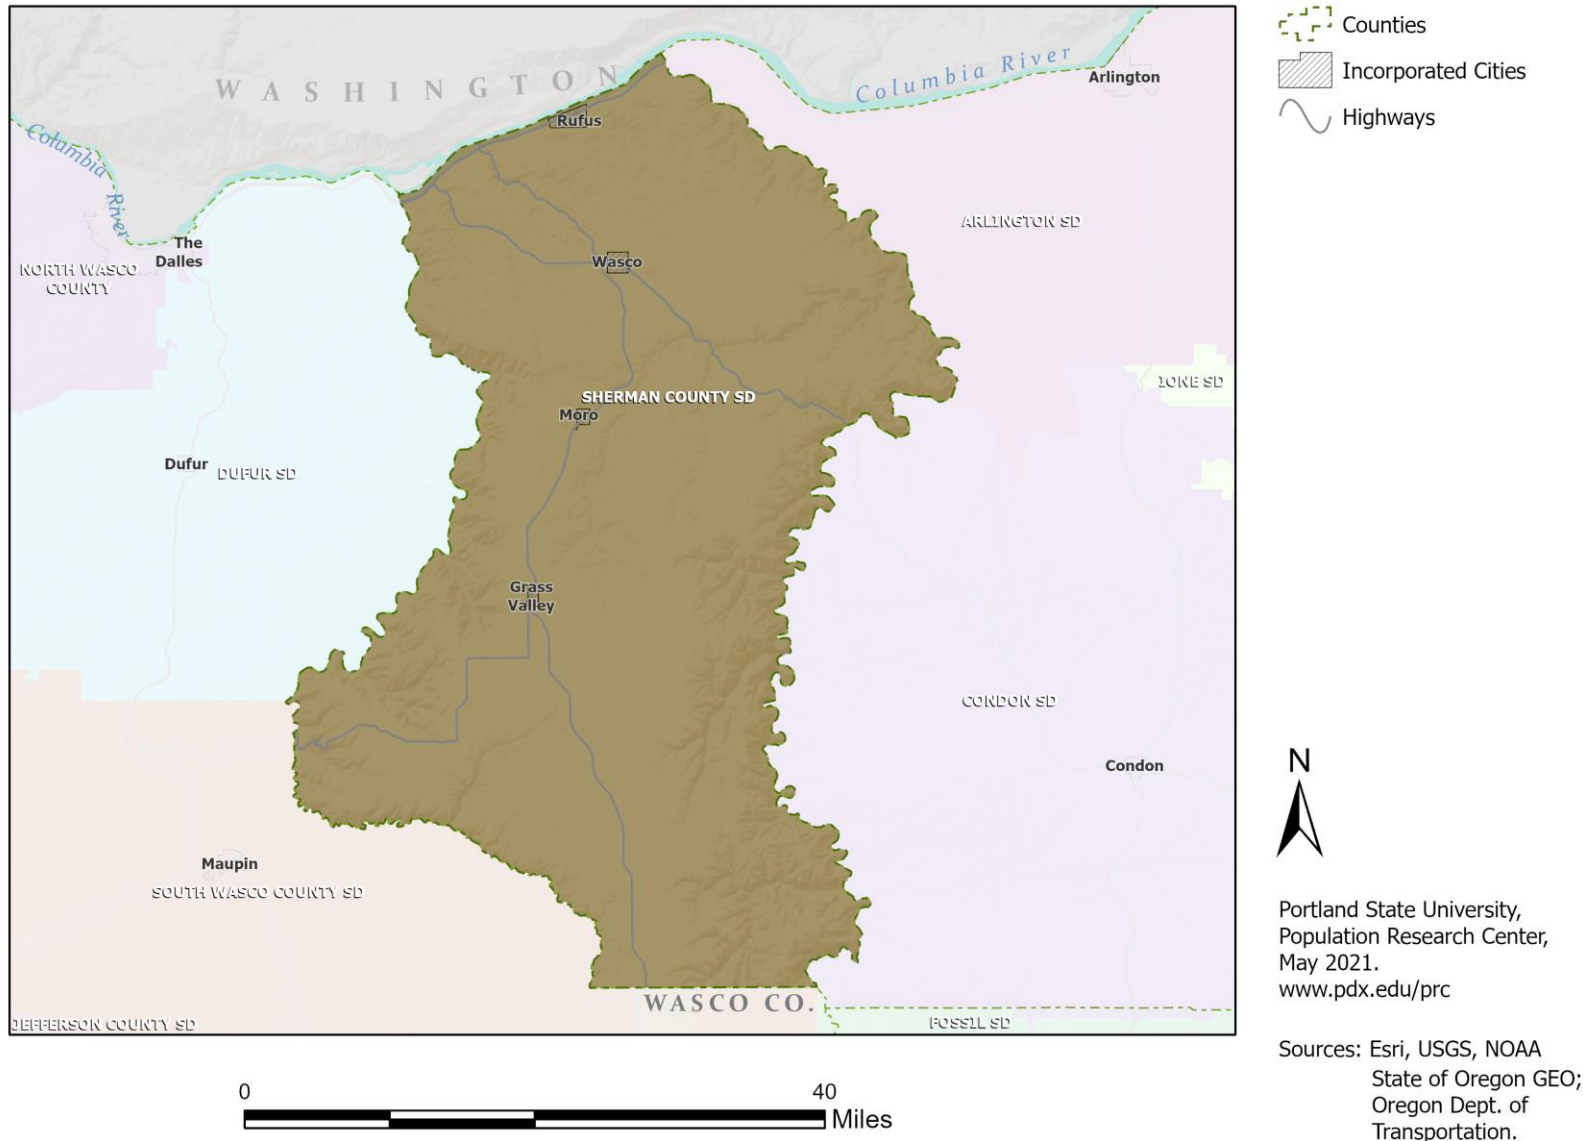 WASHINGTON
Columbia River
Arlington
Rufus
Columbia
River
ARLINGTON SD
The
Dalles
NORTH WASCO
COUNTY
Wasco
IONE SD
SHERMAN COUNTY SD
Moro
Dufur
DUFUR SD
Grass
Valley
CONDON SD
Condon
Maupin
SOUTH WASCO COUNTY SD
WASCO CO.
JEFFERSON COUNTY SD
FOSSIL SD
0
40
Miles
Counties
Incorporated Cities
Highways
N
Portland State University,
Population Research Center,
May 2021.
www.pdx.edu/prc
Sources: Esri, USGS, NOAA
State of Oregon GEO;
Oregon Dept. of
Transportation.